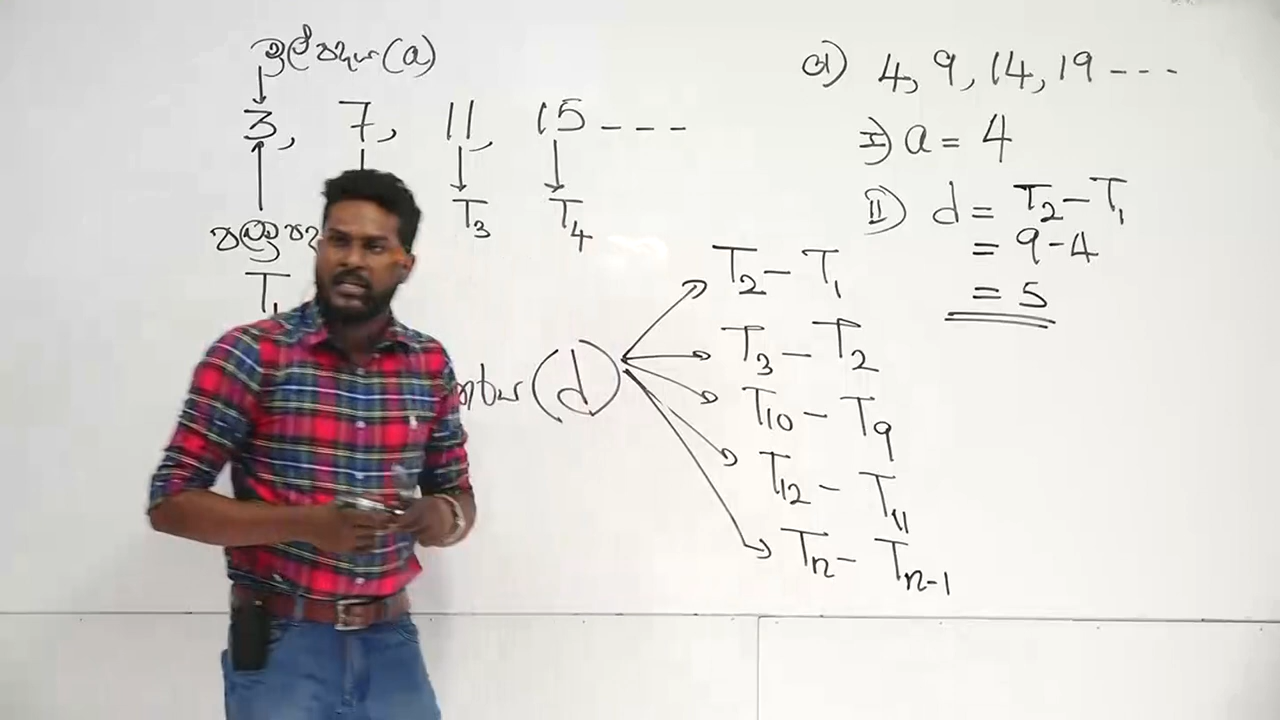 මුල් පදය (a)
3, 7, 11, 15 ----
T₃ T₄
T₁
(d)
T₂ – T₁
T₃ – T₂
T₁₀ – T₉
T₁₂ – T₁₁
Tₙ – Tₙ₋₁
4, 9, 14, 19 ---
I) a = 4
II) d = T₂ – T₁
= 9 - 4
= 5